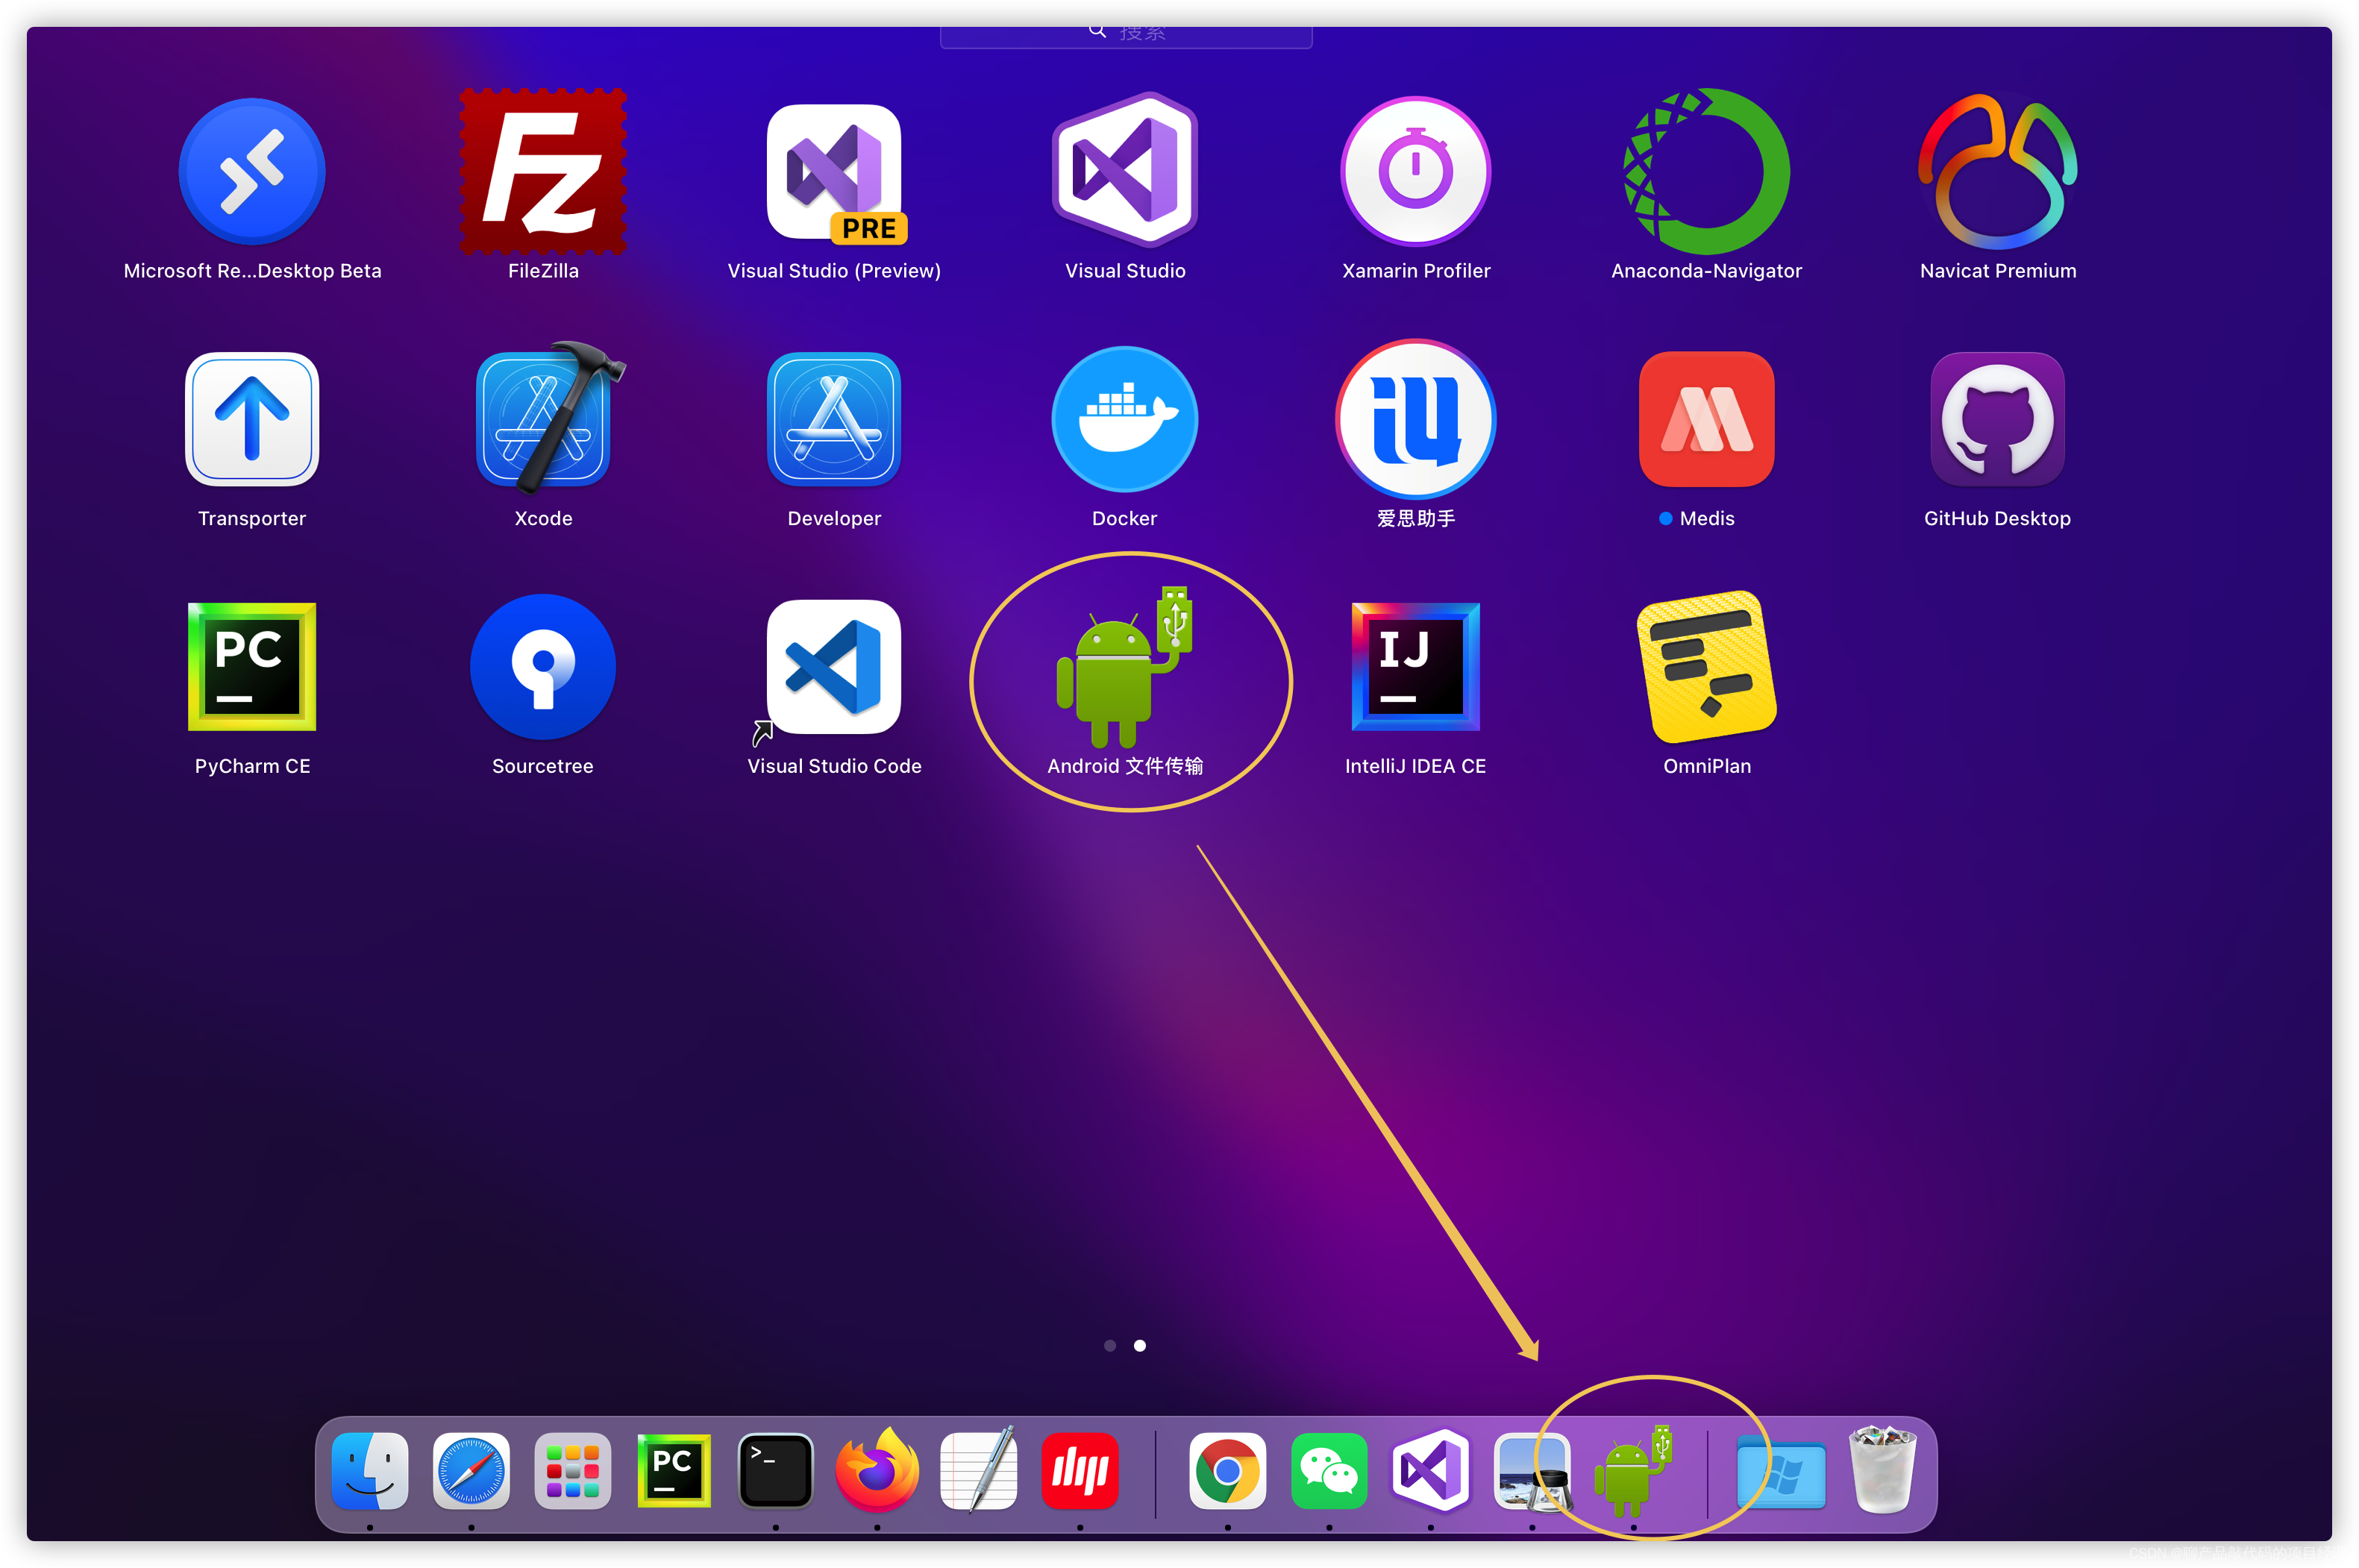 搜索
PRE
Microsoft Re...Desktop Beta
FileZilla
Visual Studio (Preview)
Visual Studio
Xamarin Profiler
Anaconda-Navigator
Navicat Premium
Transporter
Xcode
Developer
Docker
爱思助手
Medis
GitHub Desktop
PC
IJ
PyCharm CE
Sourcetree
Visual Studio Code
Android 文件传输
IntelliJ IDEA CE
OmniPlan
PC
>_